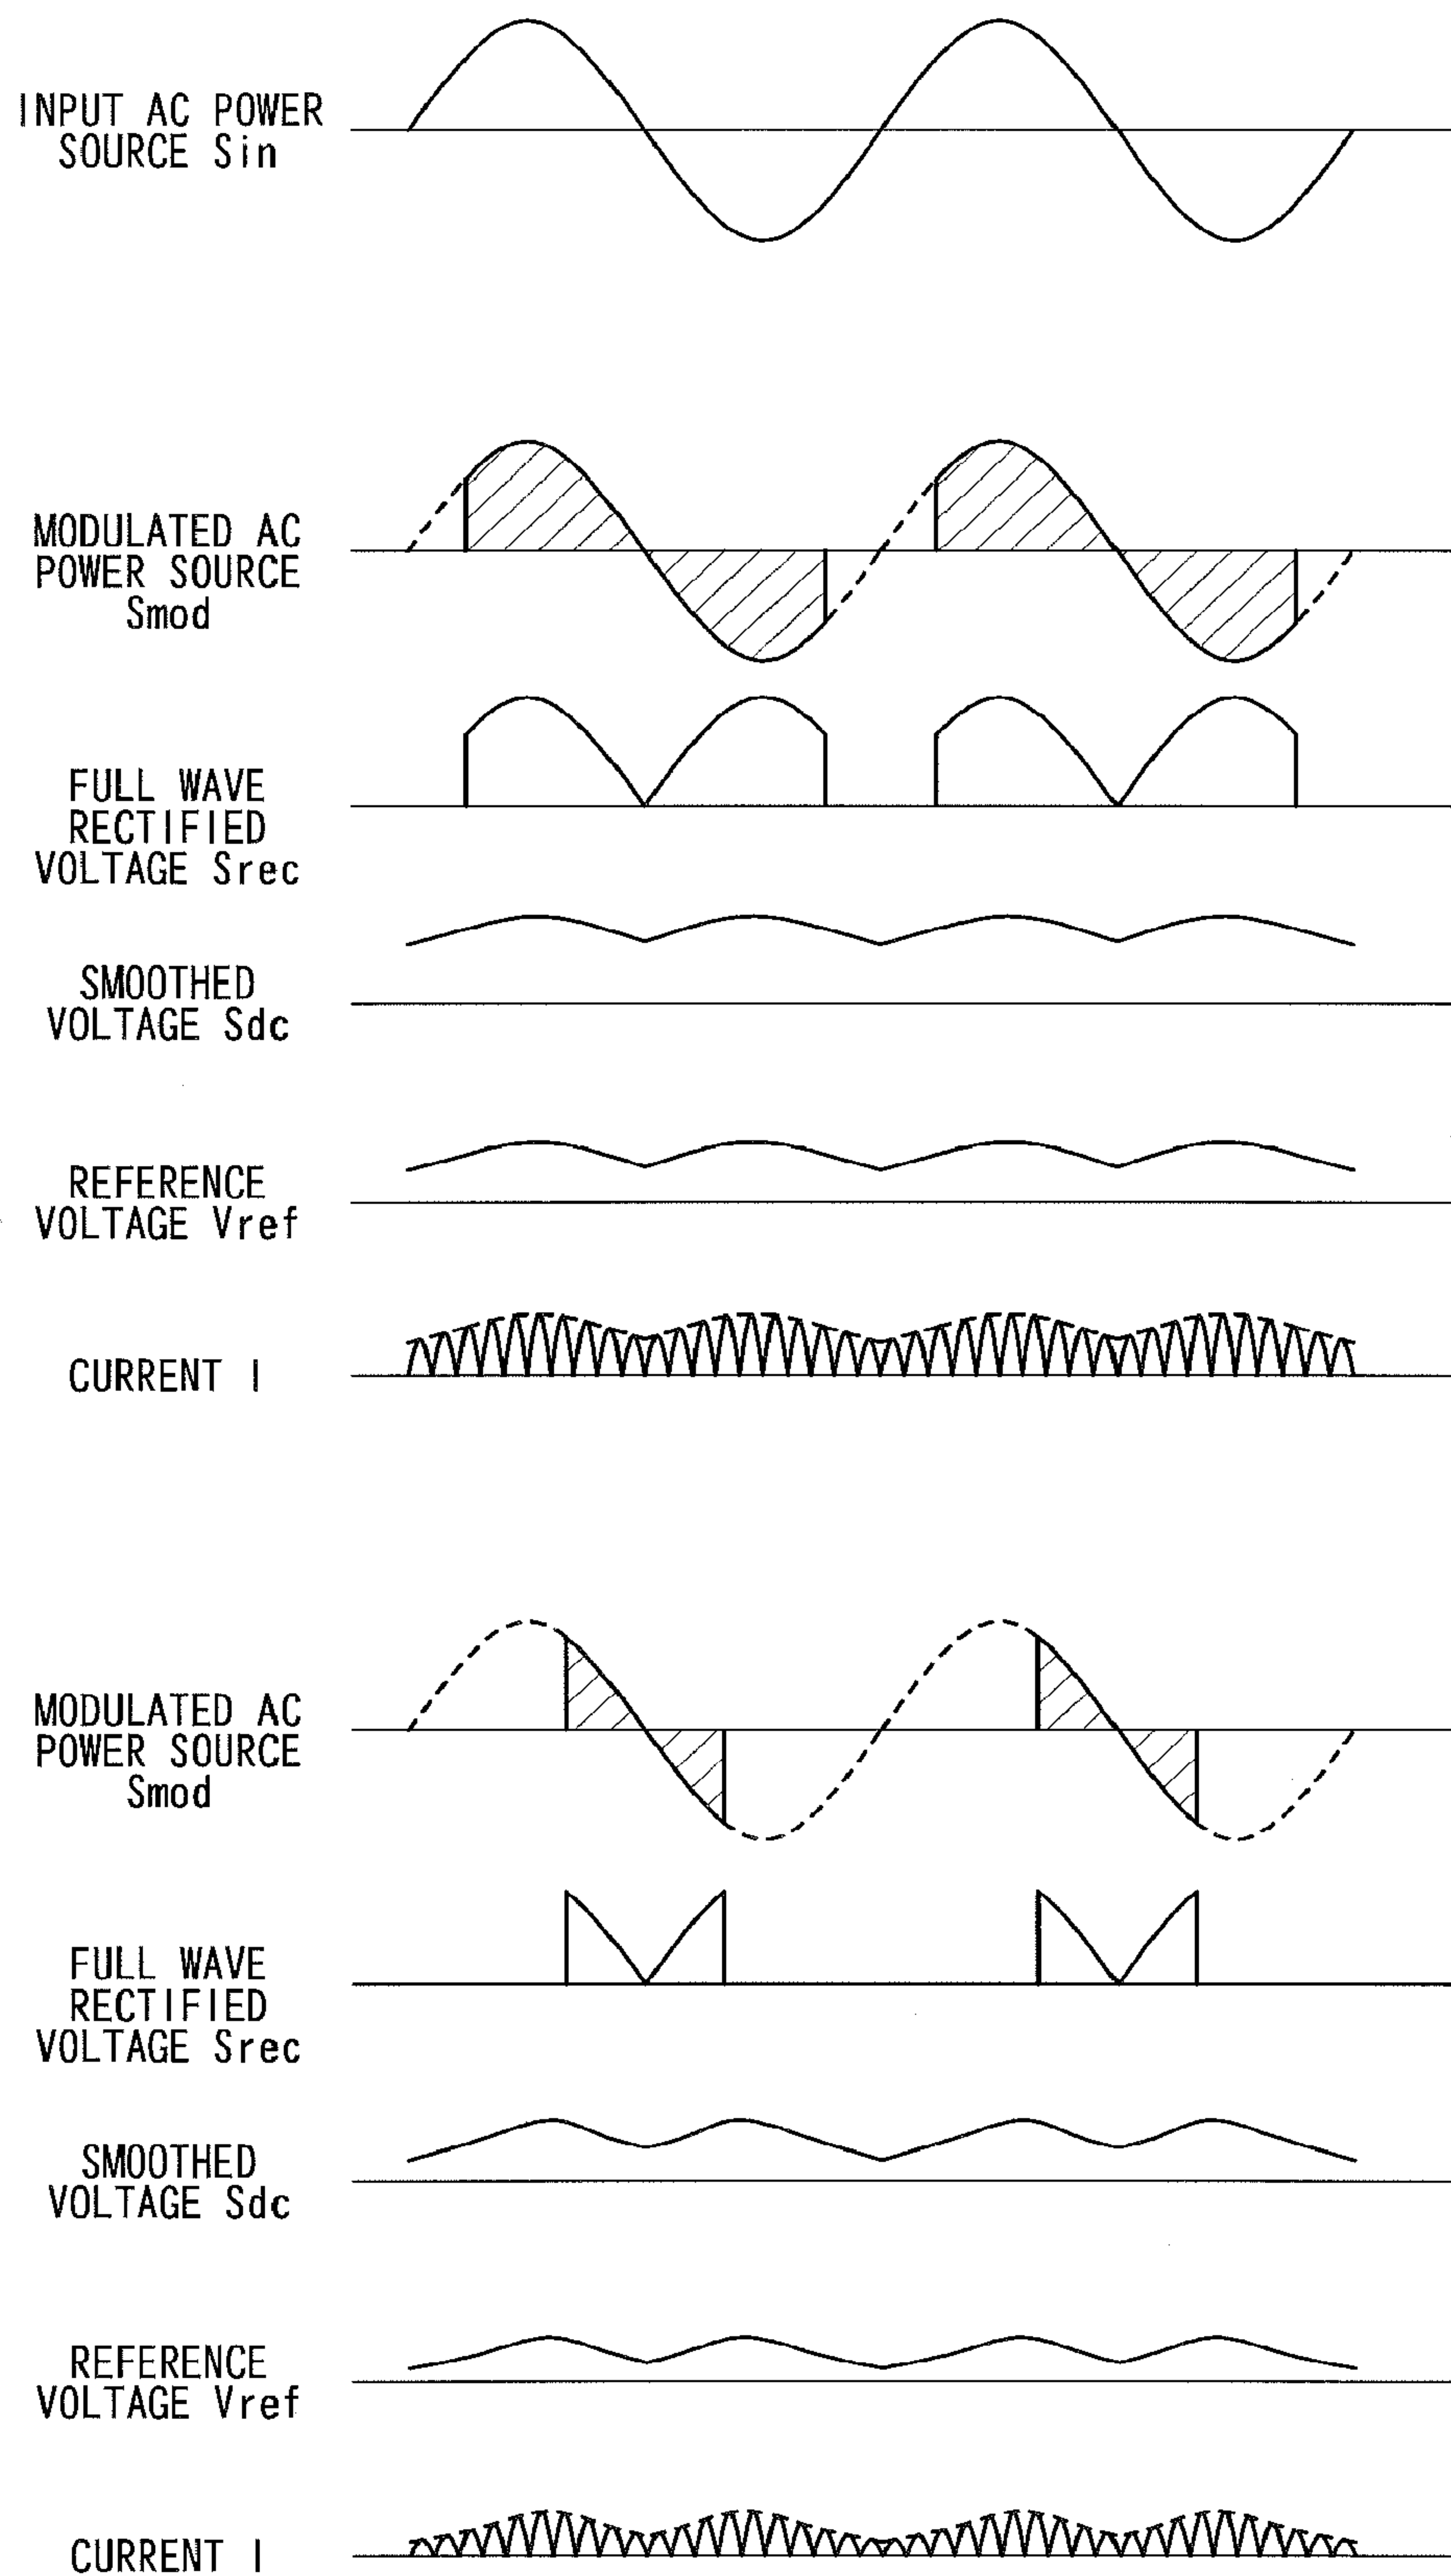 INPUT AC POWER
SOURCE Sin
MODULATED AC
POWER SOURCE
Smod
FULL WAVE
RECTIFIED
VOLTAGE Srec
SMOOTHED
VOLTAGE Sdc
REFERENCE
VOLTAGE Vref
CURRENT I
MODULATED AC
POWER SOURCE
Smod
FULL WAVE
RECTIFIED
VOLTAGE Srec
SMOOTHED
VOLTAGE Sdc
REFERENCE
VOLTAGE Vref
CURRENT I